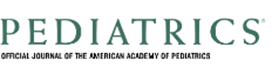 PEDIATRICS®
OFFICIAL JOURNAL OF THE AMERICAN ACADEMY OF PEDIATRICS